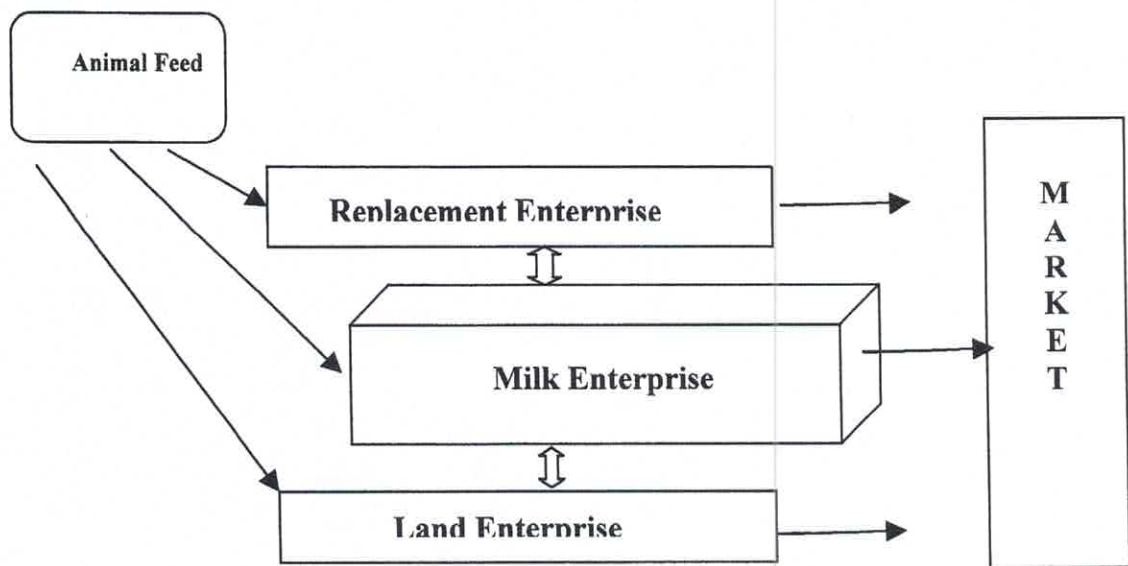 Animal Feed
Replacement Enterprise
Milk Enterprise
Land Enterprise
M
A
R
K
E
T